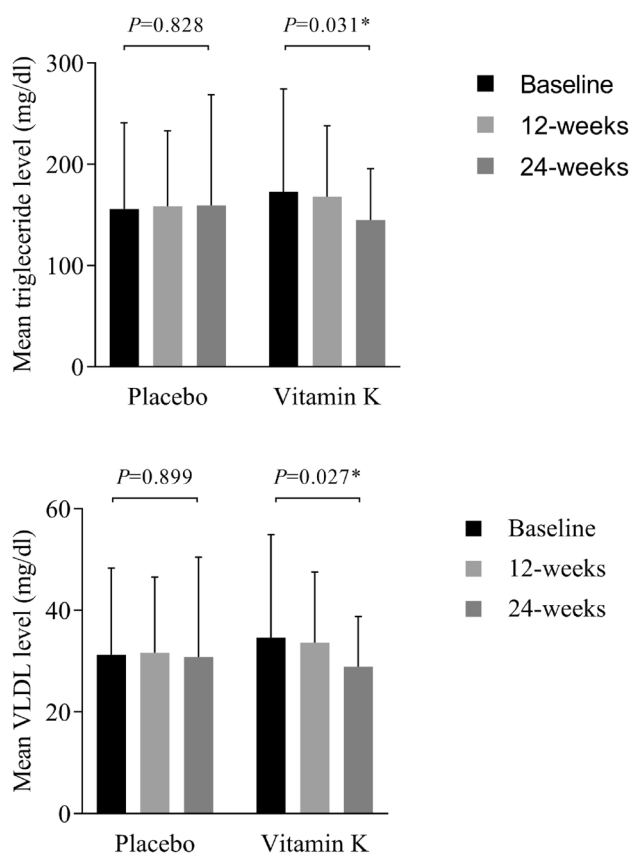 P=0.828
P=0.031*
300
200
100
0
Mean trigleceride level (mg/dl)
Placebo
Vitamin K
Baseline
12-weeks
24-weeks
P=0.899
P=0.027*
60
40
20
0
Mean VLDL level (mg/dl)
Placebo
Vitamin K
Baseline
12-weeks
24-weeks